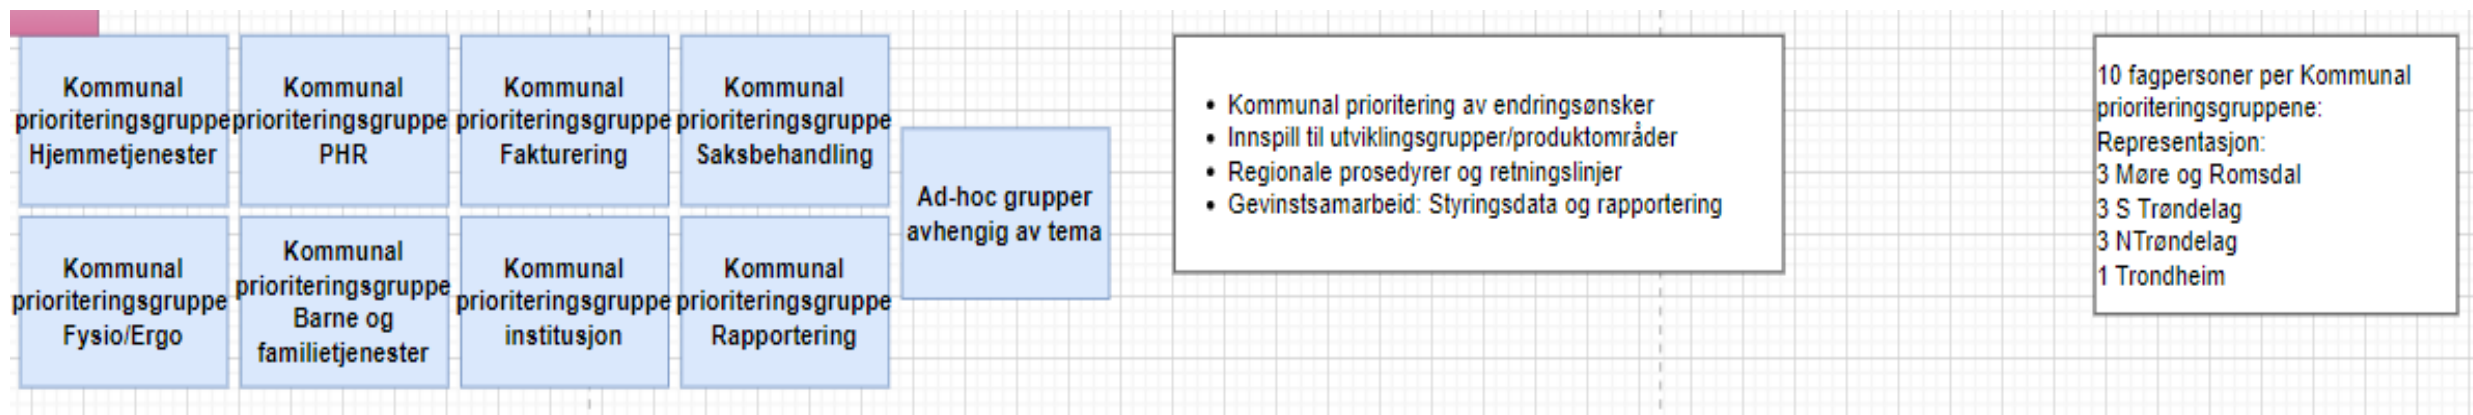 Kommunal
prioriteringsgruppe
Hjemmetjenester
Kommunal
prioriteringsgruppe
PHR
Kommunal
prioriteringsgruppe
Fakturering
Kommunal
prioriteringsgruppe
Saksbehandling
Kommunal
prioriteringsgruppe
Fysio/Ergo
Kommunal
prioriteringsgruppe
Barne og
familietjenester
Kommunal
prioriteringsgruppe
institusjon
Kommunal
prioriteringsgruppe
Rapportering
Ad-hoc grupper
avhengig av tema
• Kommunal prioritering av endringsønsker
• Innspill til utviklingsgrupper/produktområder
• Regionale prosedyrer og retningslinjer
• Gevinstsamarbeid: Styringsdata og rapportering
10 fagpersoner per Kommunal
prioriteringsgruppene:
Representasjon:
3 Møre og Romsdal
3 S Trøndelag
3 NTrøndelag
1 Trondheim